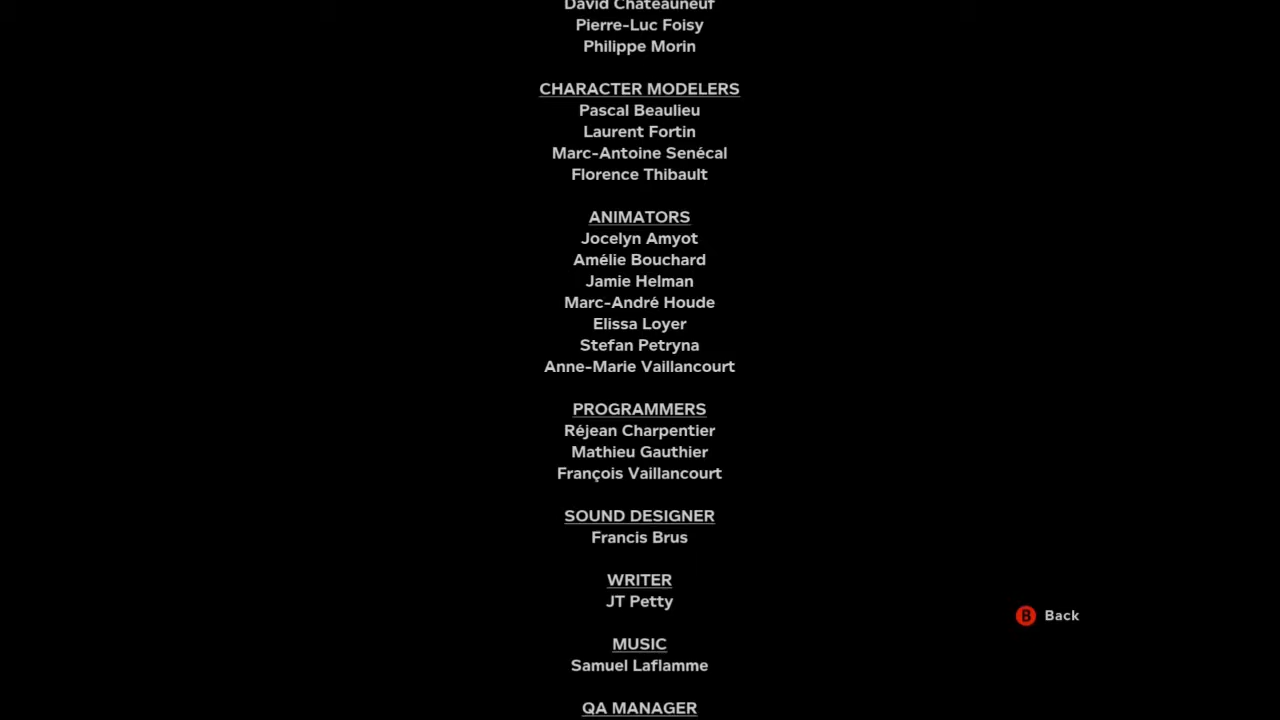 David Chateauneuf
Pierre-Luc Foisy
Philippe Morin
CHARACTER MODELERS
Pascal Beaulieu
Laurent Fortin
Marc-Antoine Senécal
Florence Thibault
ANIMATORS
Jocelyn Amyot
Amélie Bouchard
Jamie Helman
Marc-André Houde
Elissa Loyer
Stefan Petryna
Anne-Marie Vaillancourt
PROGRAMMERS
Réjean Charpentier
Mathieu Gauthier
François Vaillancourt
SOUND DESIGNER
Francis Brus
WRITER
JT Petty
B Back
MUSIC
Samuel Laflamme
QA MANAGER